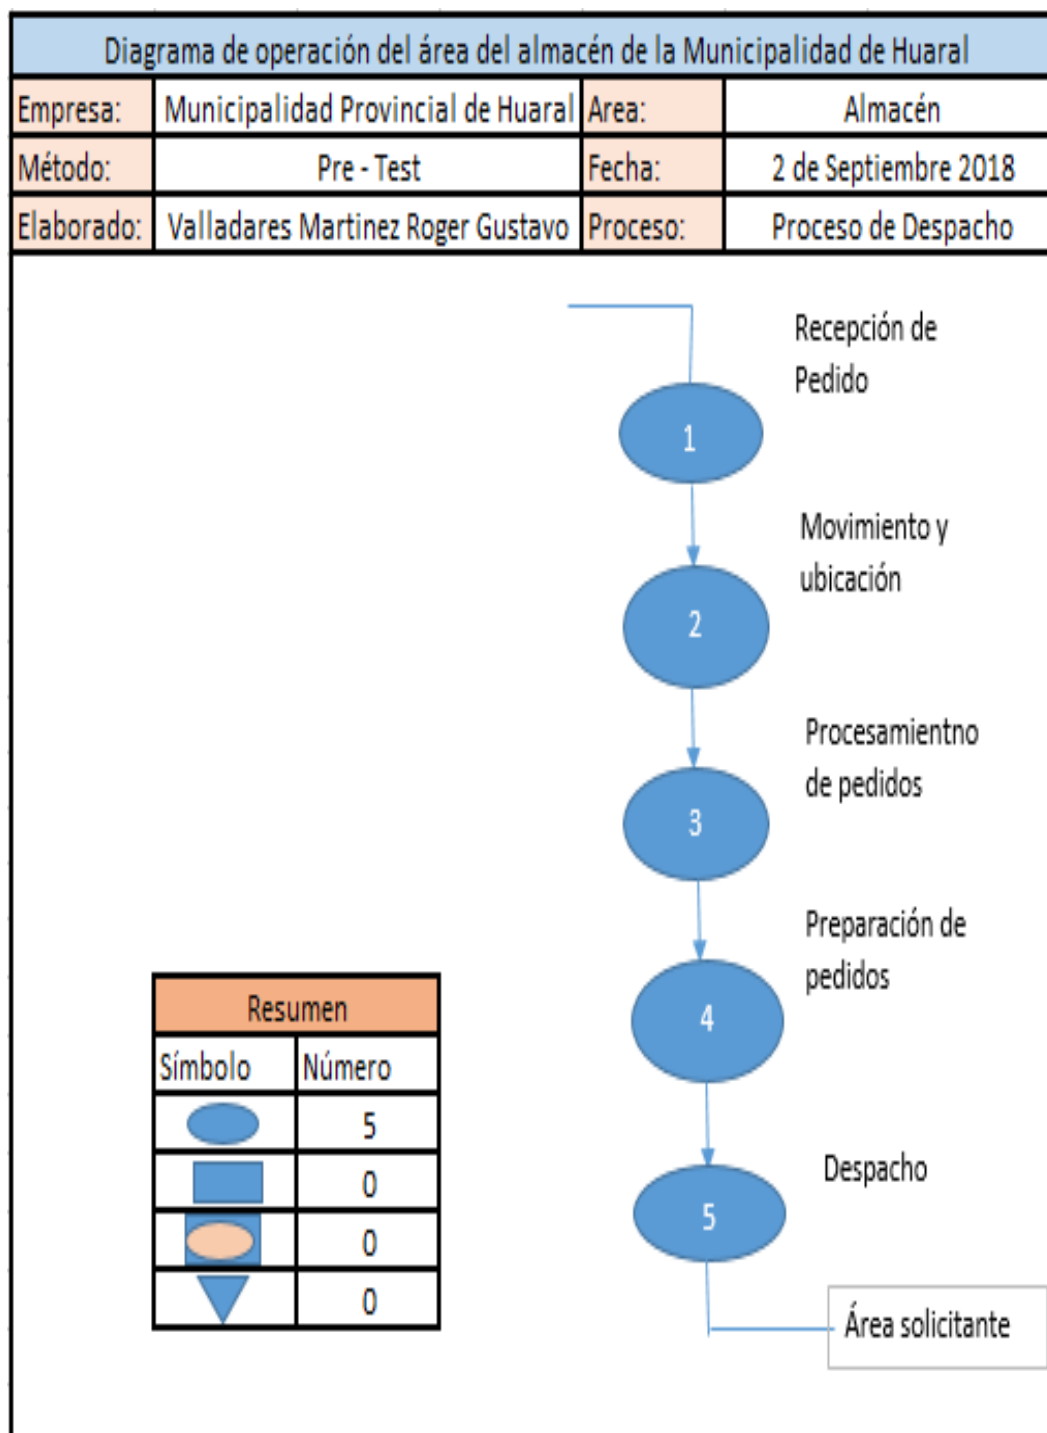 Diagrama de operación del área del almacén de la Municipalidad de Huaral
Empresa: Municipalidad Provincial de Huaral Area: Almacén
Método: Pre - Test Fecha: 2 de Septiembre 2018
Elaborado: Valladares Martinez Roger Gustavo Proceso: Proceso de Despacho
Recepción de
Pedido
1
Movimiento y
ubicación
2
Procesamientno
de pedidos
3
Preparación de
pedidos
4
Despacho
5
Área solicitante
Resumen
Símbolo Número
5
0
0
0